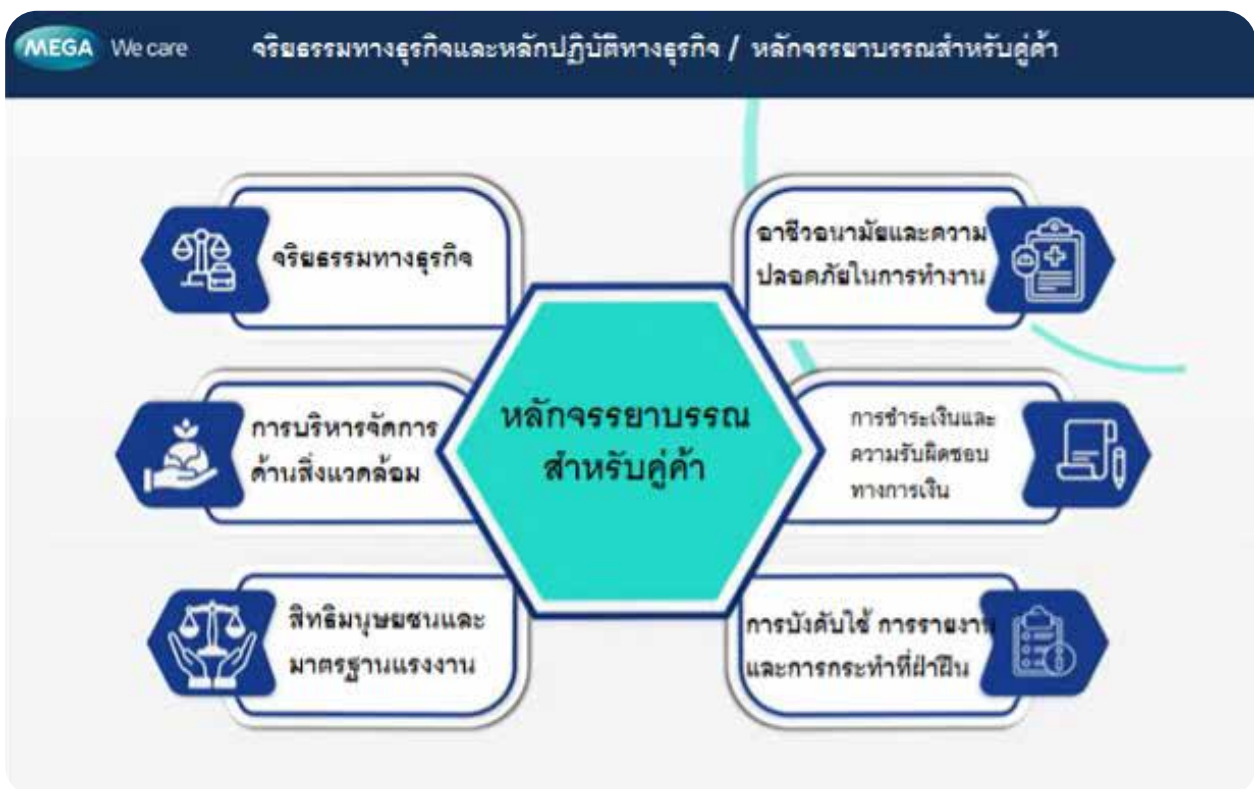 MEGA We care จริยธรรมทางธุรกิจและหลักปฏิบัติทางธุรกิจ / หลักจรรยาบรรณสำหรับคู่ค้า
จริยธรรมทางธุรกิจ
การบริหารจัดการ
ด้านสิ่งแวดล้อม
สิทธิมนุษยชนและ
มาตรฐานแรงงาน
หลักจรรยาบรรณ
สำหรับคู่ค้า
อาชีวอนามัยและความ
ปลอดภัยในการทำงาน
การชำระเงินและ
ความรับผิดชอบ
ทางการเงิน
การบังคับใช้ การรายงาน
และการกระทำที่ฝ่าฝืน